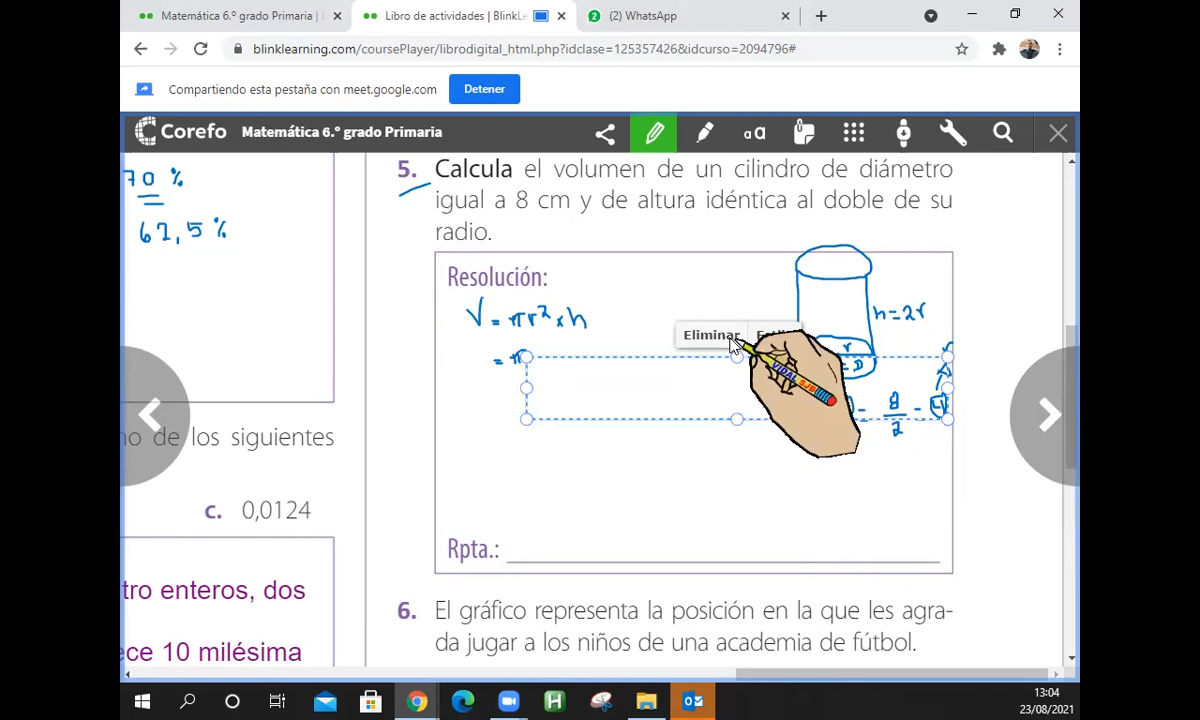 Matemática 6.º grado Primaria |
Libro de actividades | BlinkLe
(2) WhatsApp
blinklearning.com/coursePlayer/librodigital_html.php?idclase=125357426&idcurso=2094796#
Compartiendo esta pestaña con meet.google.com
Detener
Corefo
Matemática 6.º grado Primaria
aa
70 %
62,5 %
no de los siguientes
c. 0,0124
tro enteros, dos
ece 10 milésima
5. Calcula el volumen de un cilindro de diámetro
igual a 8 cm y de altura idéntica al doble de su
radio.
Resolución:
V = πr² × h
= π
h = 2r
Eliminar
r
= D
8
2
VIDAL SJB
Rpta.:
6. El gráfico representa la posición en la que les agra-
da jugar a los niños de una academia de fútbol.
13:04
23/08/2021